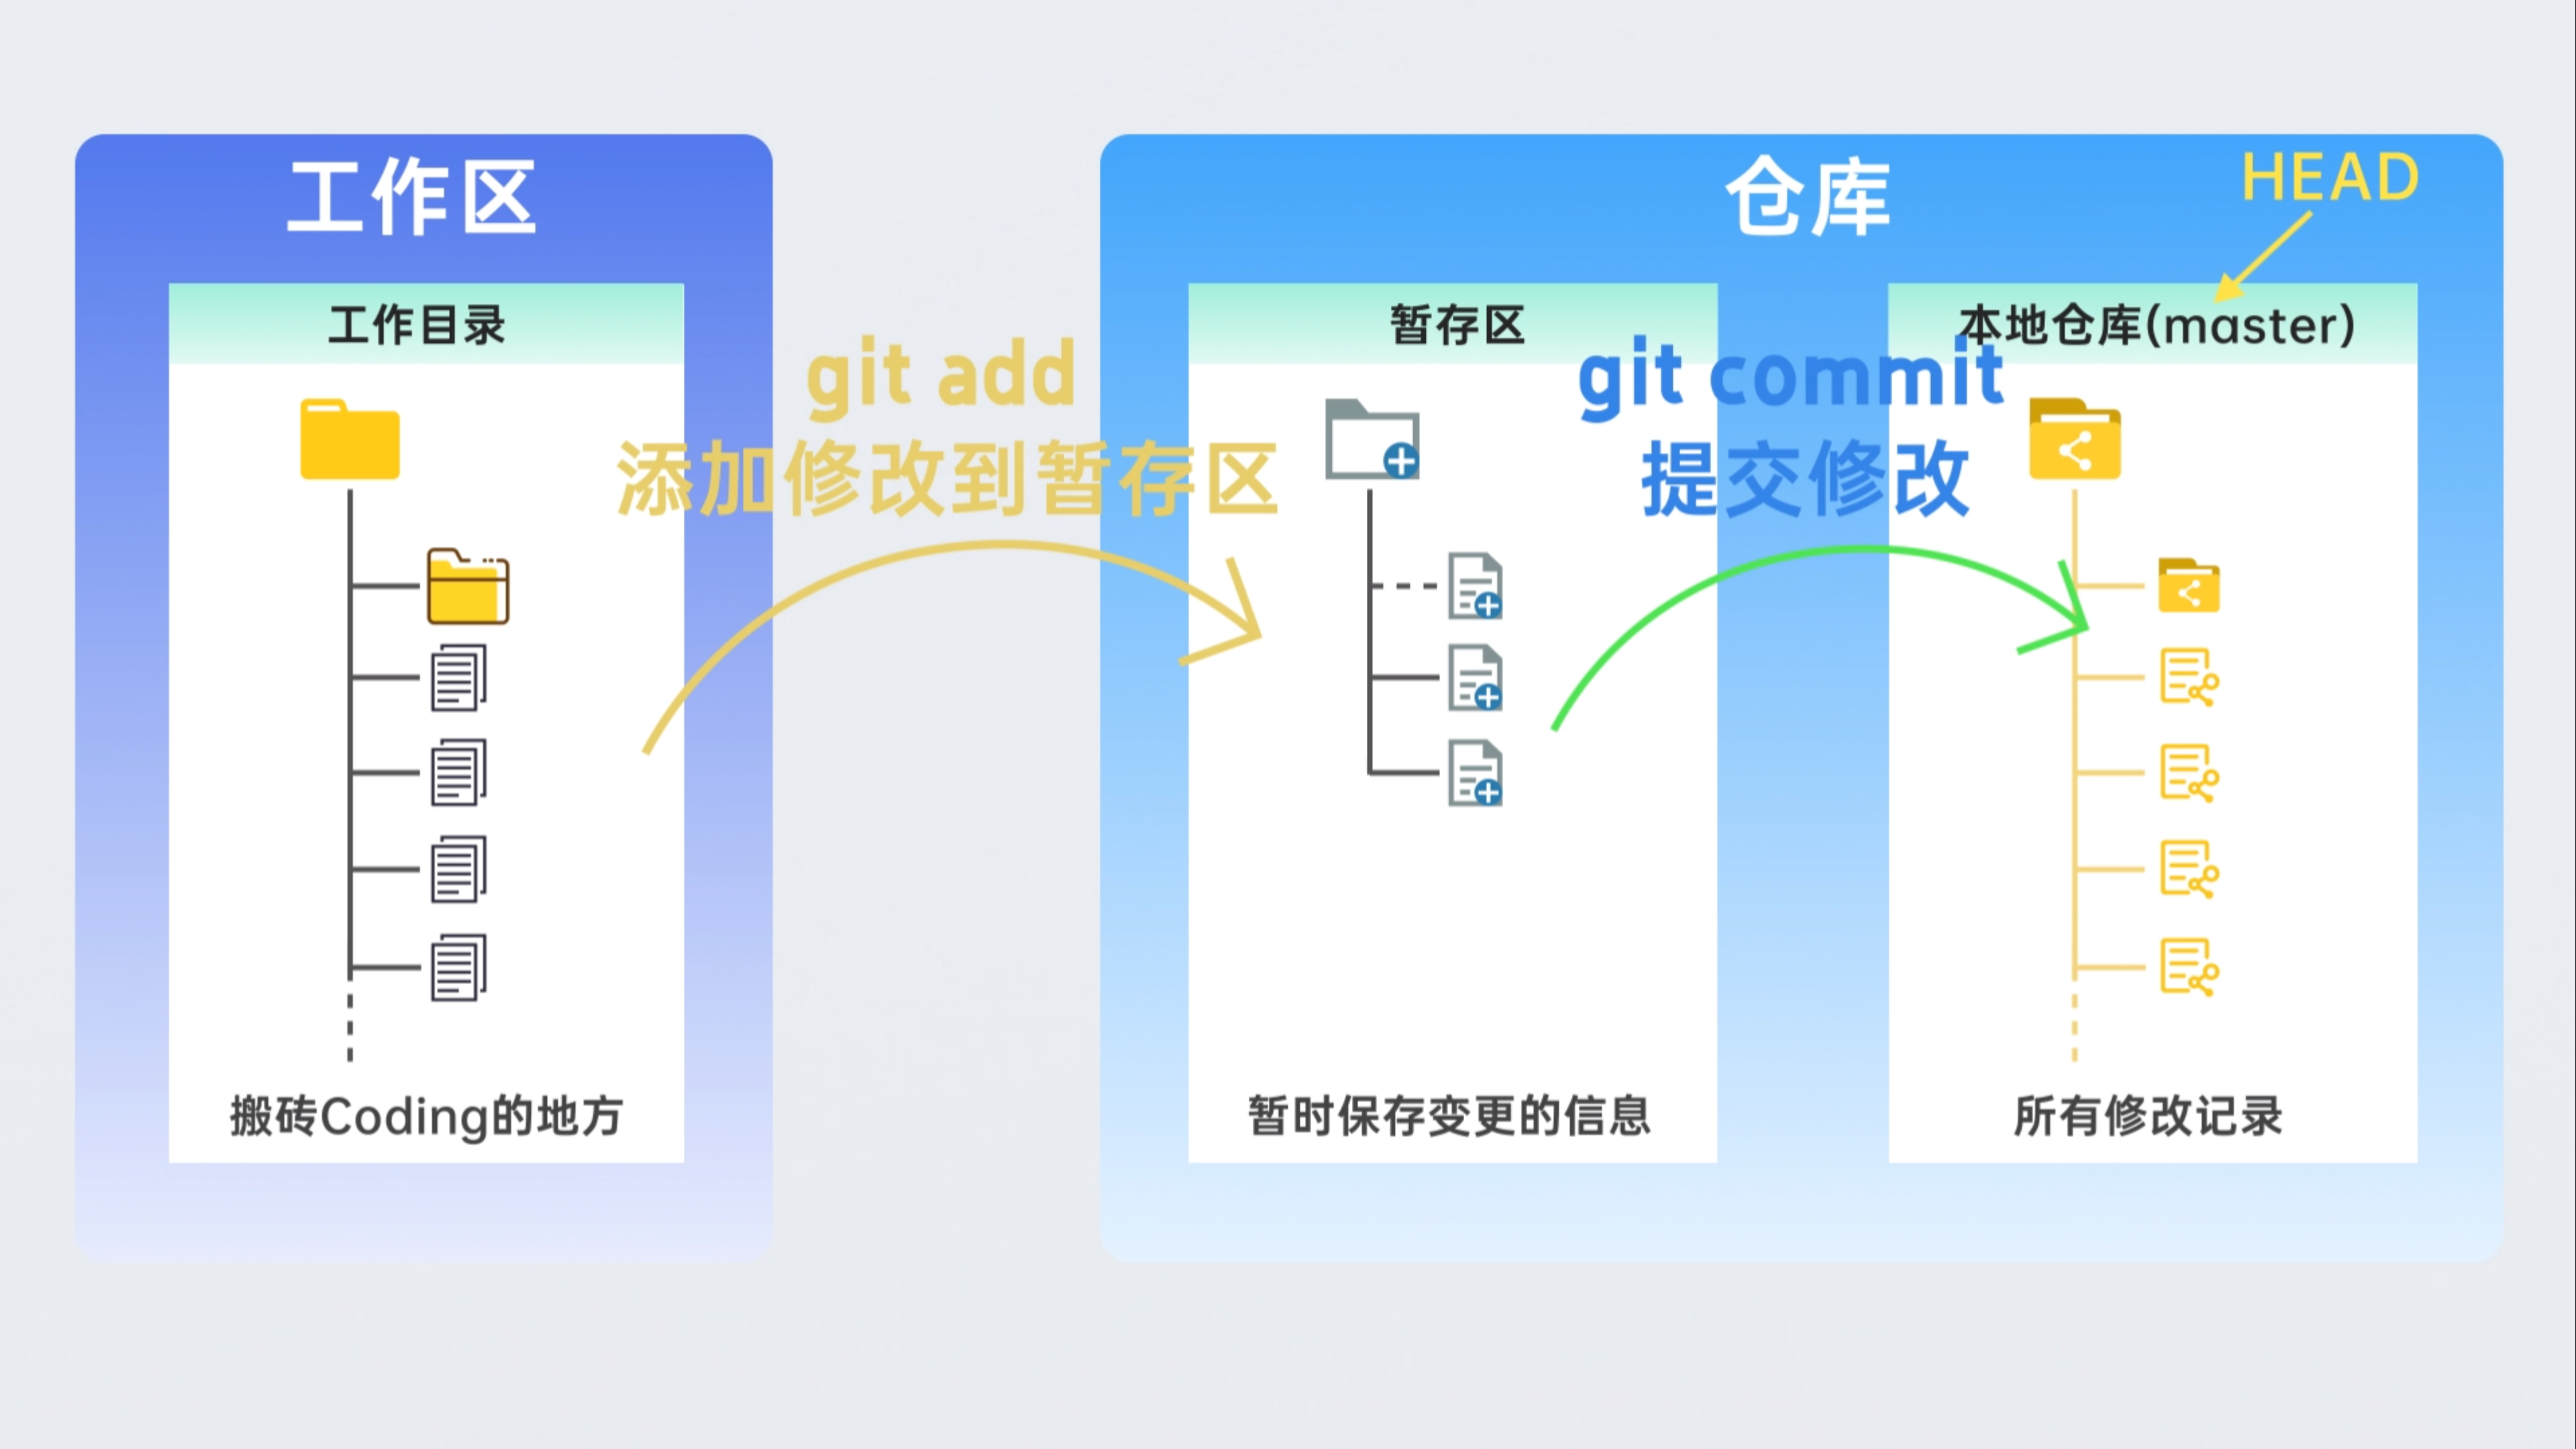 工作区
工作目录
搬砖Coding的地方
git add
添加修改到暂存区
仓库
HEAD
暂存区
暂时保存变更的信息
git commit
提交修改
本地仓库(master)
所有修改记录